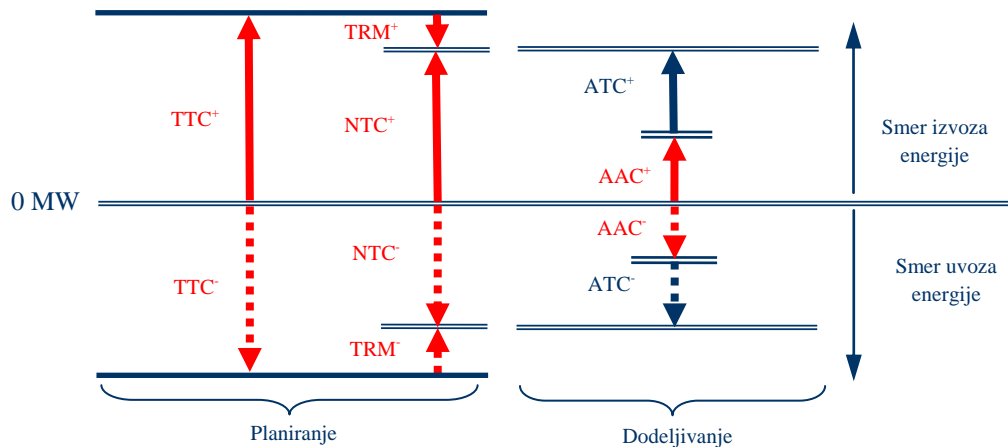 TRM⁺
TTC⁺
NTC⁺
ATC⁺
Smer izvoza
energije
AAC⁺
0 MW
AAC⁻
NTC⁻
TTC⁻
ATC⁻
Smer uvoza
energije
TRM⁻
Planiranje
Dodeljivanje